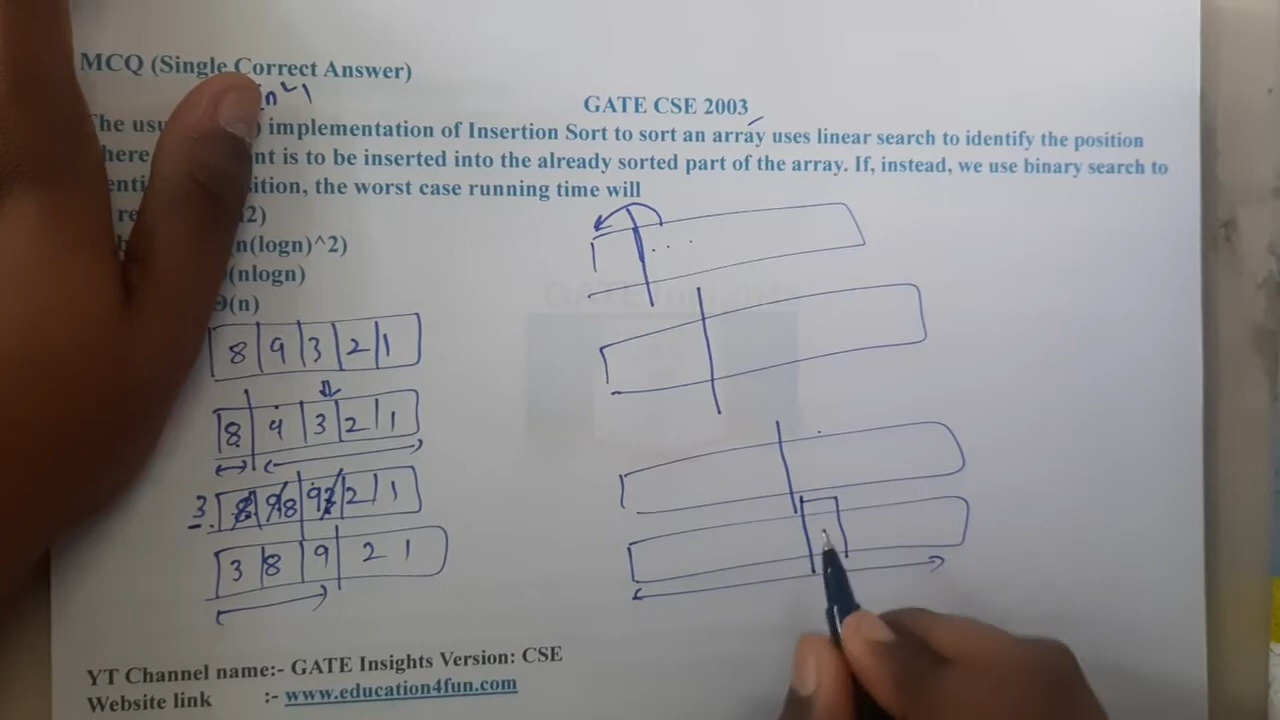 MCQ (Single Correct Answer)
GATE CSE 2003
implementation of Insertion Sort to sort an array uses linear search to identify the position
is to be inserted into the already sorted part of the array. If, instead, we use binary search to
the worst case running time will
(n(logn)^2)
(nlogn)
Θ(n)
8 9 3 2 1
8 9 3 2 1
3.
2 1
3 8 9 2 1
YT Channel name:- GATE Insights Version: CSE
Website link :- www.education4fun.com